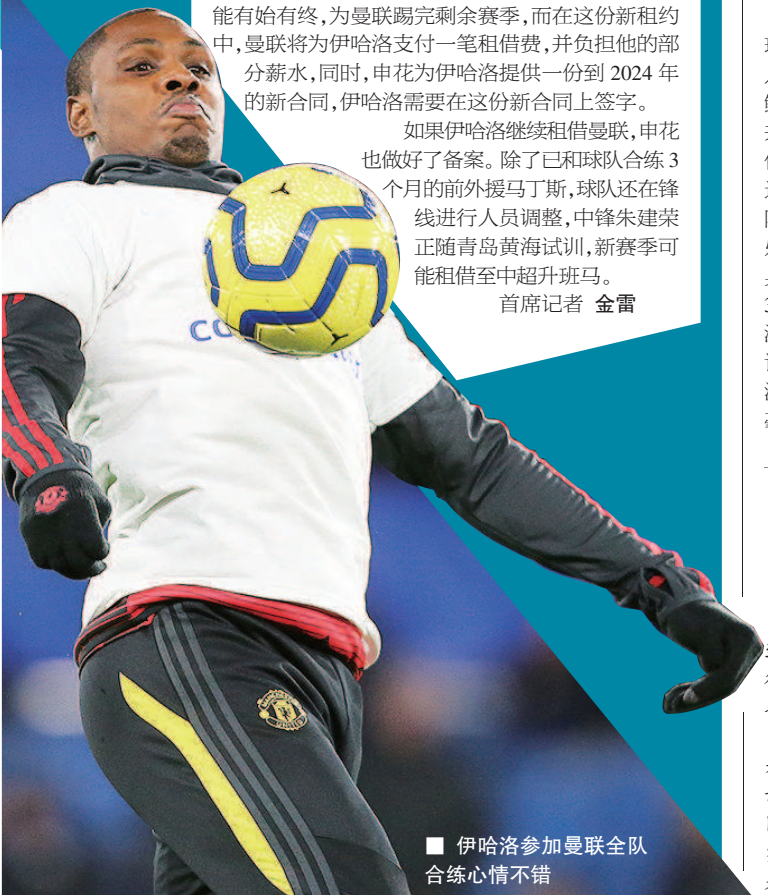 能有始有终,为曼联踢完剩余赛季,而在这份新租约
中,曼联将为伊哈洛支付一笔租借费,并负担他的部
分薪水,同时,申花为伊哈洛提供一份到 2024 年
的新合同,伊哈洛需要在这份新合同上签字。
如果伊哈洛继续租借曼联,申花
也做好了备案。除了已和球队合练 3
个月的前外援马丁斯,球队还在锋
线进行人员调整,中锋朱建荣
正随青岛黄海试训,新赛季可
能租借至中超升班马。
首席记者 金雷
■ 伊哈洛参加曼联全队
合练心情不错